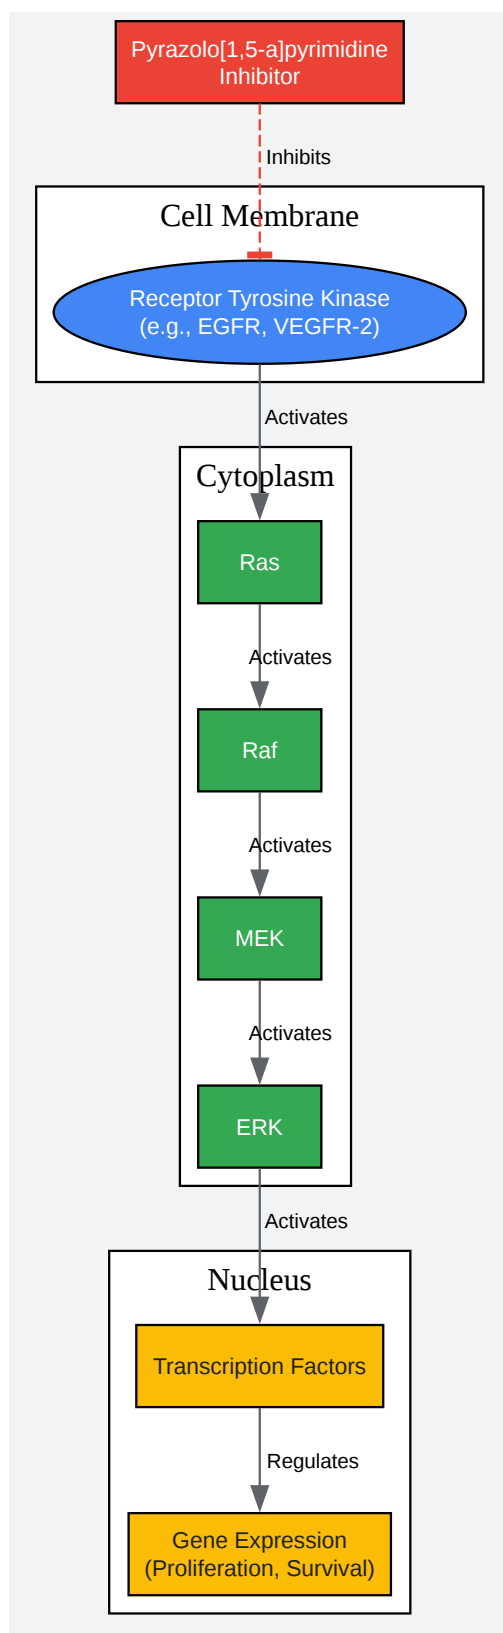 Pyrazolo[1,5-a]pyrimidine
Inhibitor
Inhibits
Cell Membrane
Receptor Tyrosine Kinase
(e.g., EGFR, VEGFR-2)
Activates
Cytoplasm
Ras
Activates
Raf
Activates
MEK
Activates
ERK
Activates
Nucleus
Transcription Factors
Regulates
Gene Expression
(Proliferation, Survival)